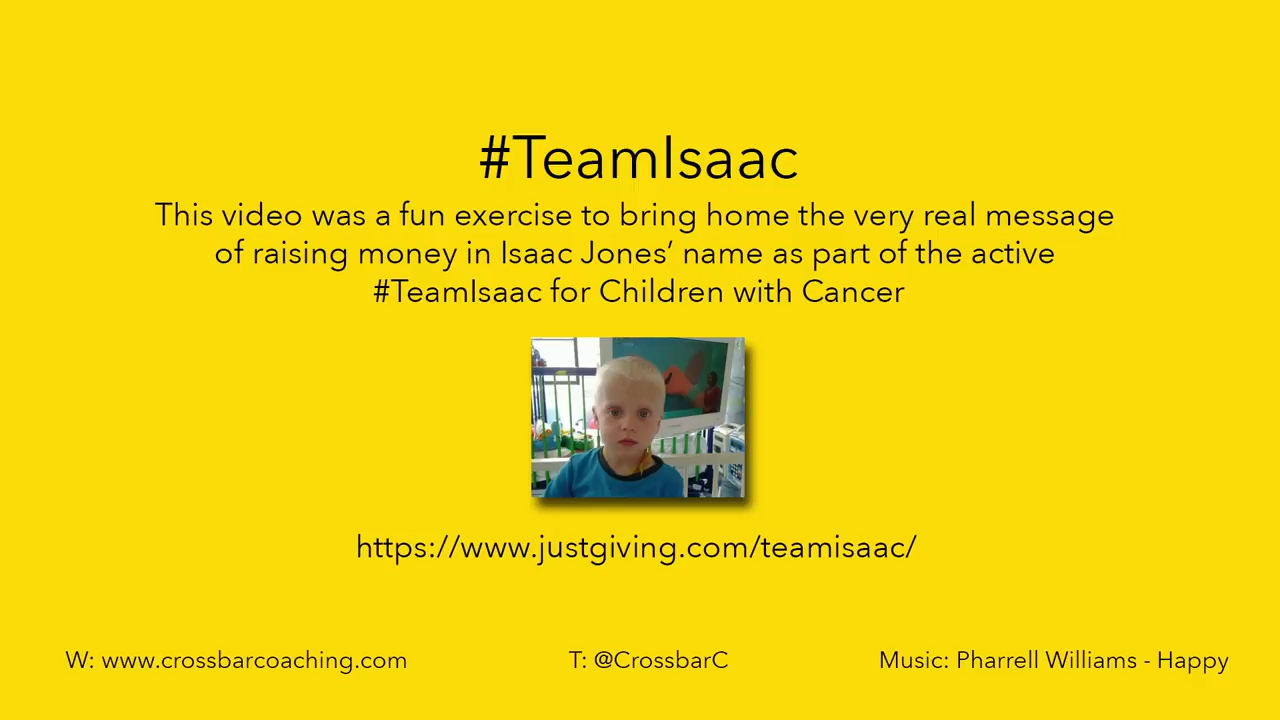 #TeamIsaac
This video was a fun exercise to bring home the very real message
of raising money in Isaac Jones’ name as part of the active
#TeamIsaac for Children with Cancer
https://www.justgiving.com/teamisaac/
W: www.crossbarcoaching.com
T: @CrossbarC
Music: Pharrell Williams - Happy